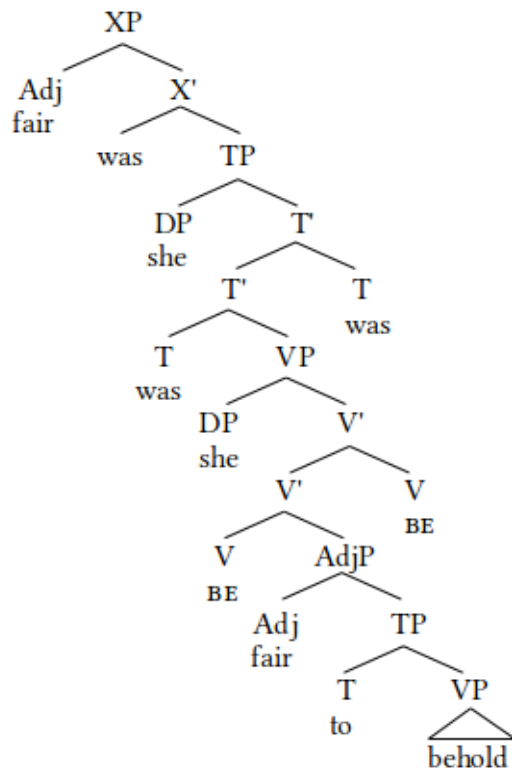 XP
Adj X'
fair
was TP
DP T'
she
T' T
was
T VP
was
DP V'
she
V' V
BE
V AdjP
BE
Adj TP
fair
T VP
to
behold